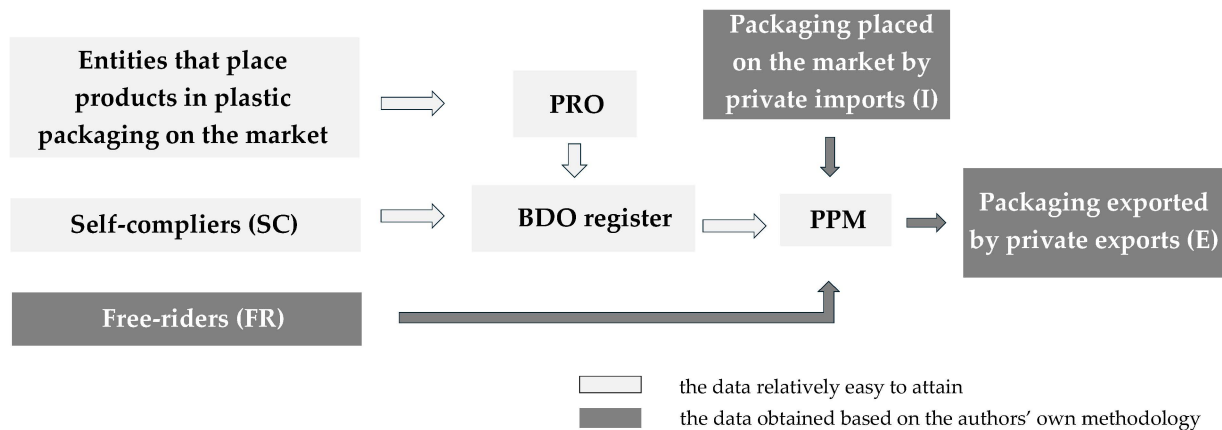 Entities that place
products in plastic
packaging on the market
PRO
Packaging placed
on the market by
private imports (I)
Self-compliers (SC)
BDO register
PPM
Packaging exported
by private exports (E)
Free-riders (FR)
the data relatively easy to attain
the data obtained based on the authors' own methodology